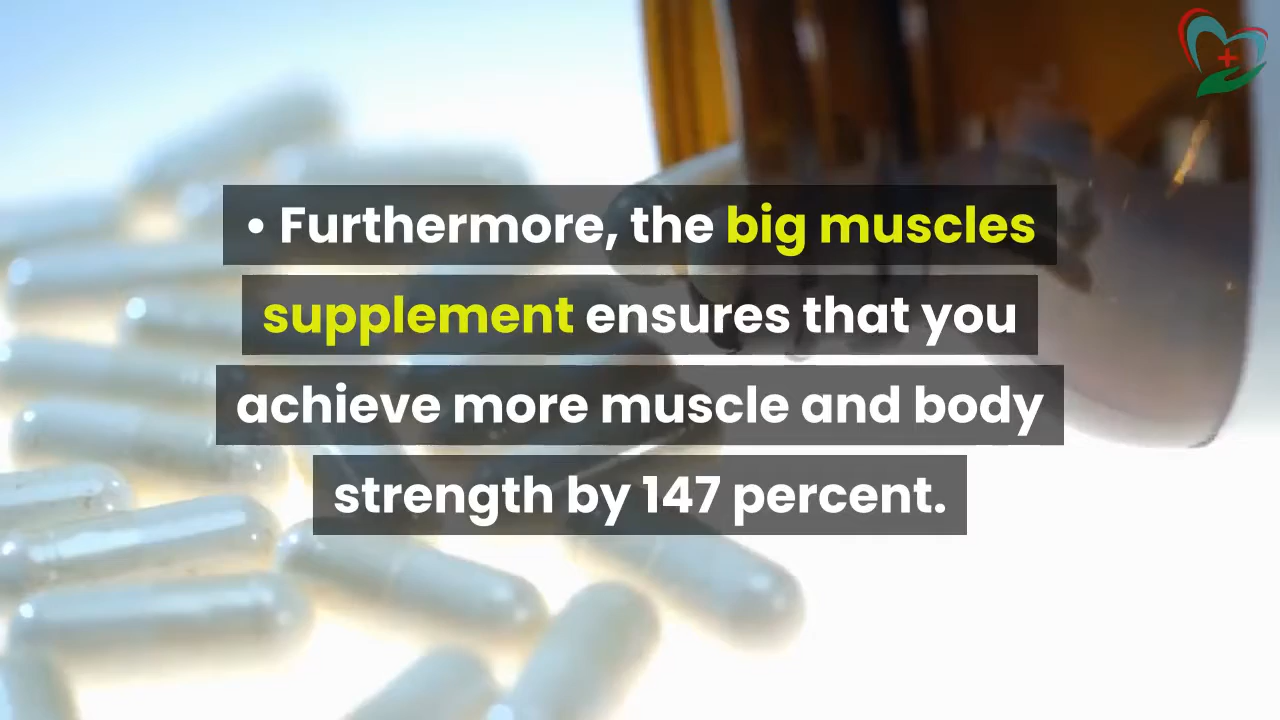 • Furthermore, the big muscles
supplement ensures that you
achieve more muscle and body
strength by 147 percent.